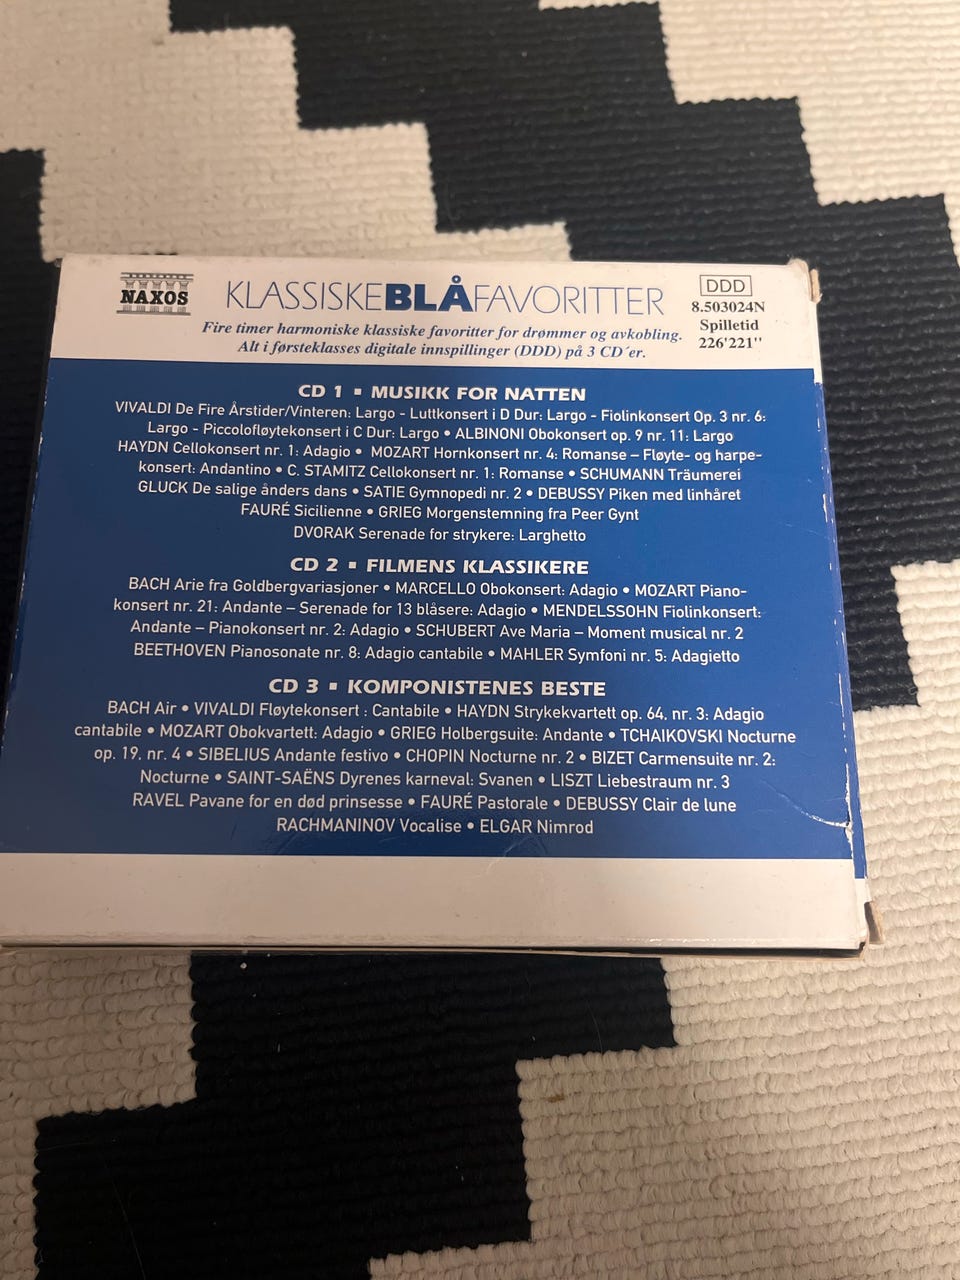 NAXOS
KLASSISKEBLÅFAVORITTER
DDD
8.503024N
Spilletid
226'221"
Fire timer harmoniske klassiske favoritter for drømmer og avkobling.
Alt i førsteklasses digitale innspillinger (DDD) på 3 CD´er.
CD 1 ▪ MUSIKK FOR NATTEN
VIVALDI De Fire Årstider/Vinteren: Largo - Luttkonsert i D Dur: Largo - Fiolinkonsert Op. 3 nr. 6:
Largo - Piccolofløytekonsert i C Dur: Largo • ALBINONI Obokonsert op. 9 nr. 11: Largo
HAYDN Cellokonsert nr. 1: Adagio • MOZART Hornkonsert nr. 4: Romanse – Fløyte- og harpe-
konsert: Andantino • C. STAMITZ Cellokonsert nr. 1: Romanse • SCHUMANN Träumerei
GLUCK De salige ånders dans • SATIE Gymnopedi nr. 2 • DEBUSSY Piken med linhåret
FAURÉ Sicilienne • GRIEG Morgenstemning fra Peer Gynt
DVORAK Serenade for strykere: Larghetto
CD 2 ▪ FILMENS KLASSIKERE
BACH Arie fra Goldbergvariasjoner • MARCELLO Obokonsert: Adagio • MOZART Piano-
konsert nr. 21: Andante – Serenade for 13 blåsere: Adagio • MENDELSSOHN Fiolinkonsert:
Andante – Pianokonsert nr. 2: Adagio • SCHUBERT Ave Maria – Moment musical nr. 2
BEETHOVEN Pianosonate nr. 8: Adagio cantabile • MAHLER Symfoni nr. 5: Adagietto
CD 3 ▪ KOMPONISTENES BESTE
BACH Air • VIVALDI Fløytekonsert : Cantabile • HAYDN Strykekvartett op. 64, nr. 3: Adagio
cantabile • MOZART Obokvartett: Adagio • GRIEG Holbergsuite: Andante • TCHAIKOVSKI Nocturne
op. 19, nr. 4 • SIBELIUS Andante festivo • CHOPIN Nocturne nr. 2 • BIZET Carmensuite nr. 2:
Nocturne • SAINT-SAËNS Dyrenes karneval: Svanen • LISZT Liebestraum nr. 3
RAVEL Pavane for en død prinsesse • FAURÉ Pastorale • DEBUSSY Clair de lune
RACHMANINOV Vocalise • ELGAR Nimrod